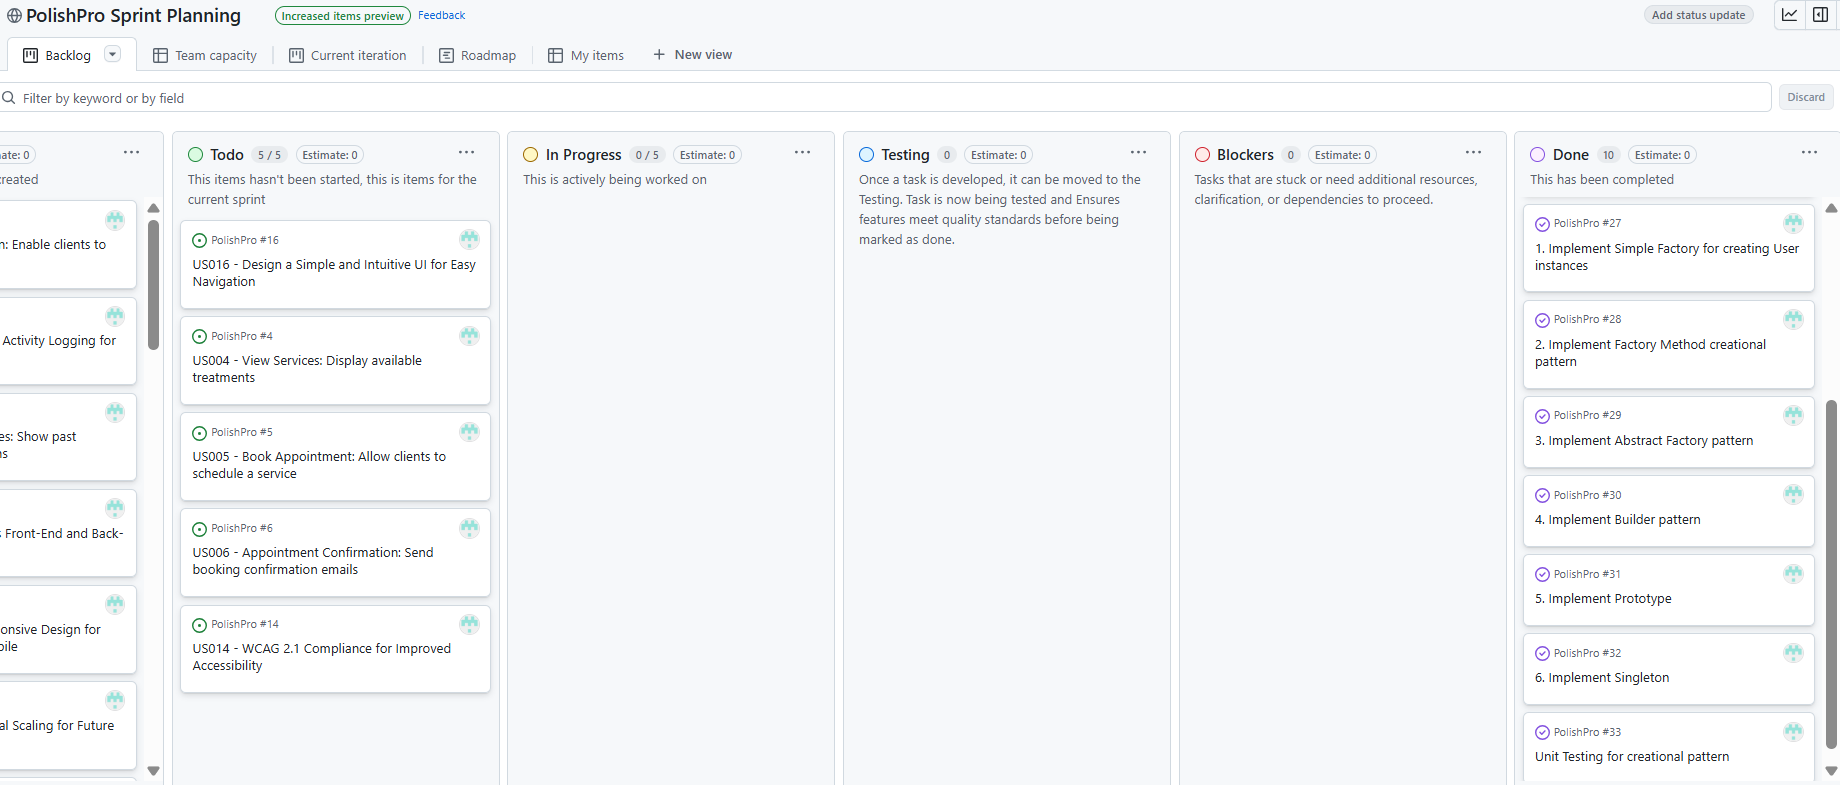 PolishPro Sprint Planning
Increased items preview
Feedback
Add status update
Backlog
Team capacity
Current iteration
Roadmap
My items
New view
Filter by keyword or by field
Discard
ate: 0
reated
n: Enable clients to
Activity Logging for
es: Show past
ns
s Front-End and Back-
onsive Design for
bile
al Scaling for Future
Todo 5 / 5 Estimate: 0
This items hasn't been started, this is items for the
current sprint
PolishPro #16
US016 - Design a Simple and Intuitive UI for Easy
Navigation
PolishPro #4
US004 - View Services: Display available
treatments
PolishPro #5
US005 - Book Appointment: Allow clients to
schedule a service
PolishPro #6
US006 - Appointment Confirmation: Send
booking confirmation emails
PolishPro #14
US014 - WCAG 2.1 Compliance for Improved
Accessibility
In Progress 0 / 5 Estimate: 0
This is actively being worked on
Testing 0 Estimate: 0
Once a task is developed, it can be moved to the
Testing. Task is now being tested and Ensures
features meet quality standards before being
marked as done.
Blockers 0 Estimate: 0
Tasks that are stuck or need additional resources,
clarification, or dependencies to proceed.
Done 10 Estimate: 0
This has been completed
PolishPro #27
1. Implement Simple Factory for creating User
instances
PolishPro #28
2. Implement Factory Method creational
pattern
PolishPro #29
3. Implement Abstract Factory pattern
PolishPro #30
4. Implement Builder pattern
PolishPro #31
5. Implement Prototype
PolishPro #32
6. Implement Singleton
PolishPro #33
Unit Testing for creational pattern